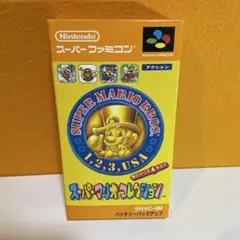 Nintendo
スーパーファミコン
SUPER FAMICOM
アクション
SUPER MARIO BROS.
1,2,3,USA
スーパーマリオコレクション
SHVC-4M
バッテリーバックアップ